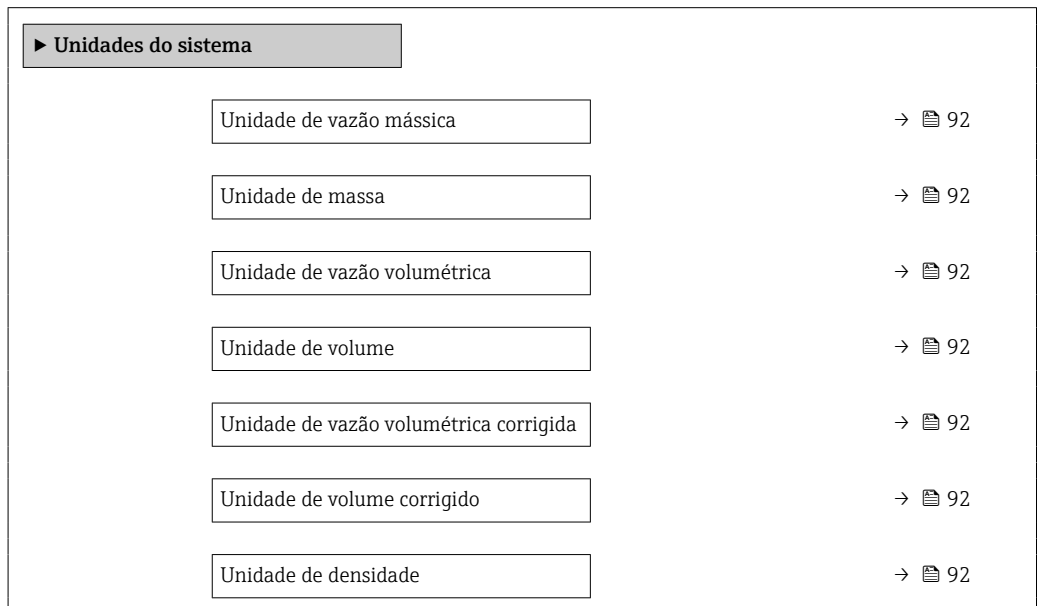 ▶ Unidades do sistema
Unidade de vazão mássica → 92
Unidade de massa → 92
Unidade de vazão volumétrica → 92
Unidade de volume → 92
Unidade de vazão volumétrica corrigida → 92
Unidade de volume corrigido → 92
Unidade de densidade → 92